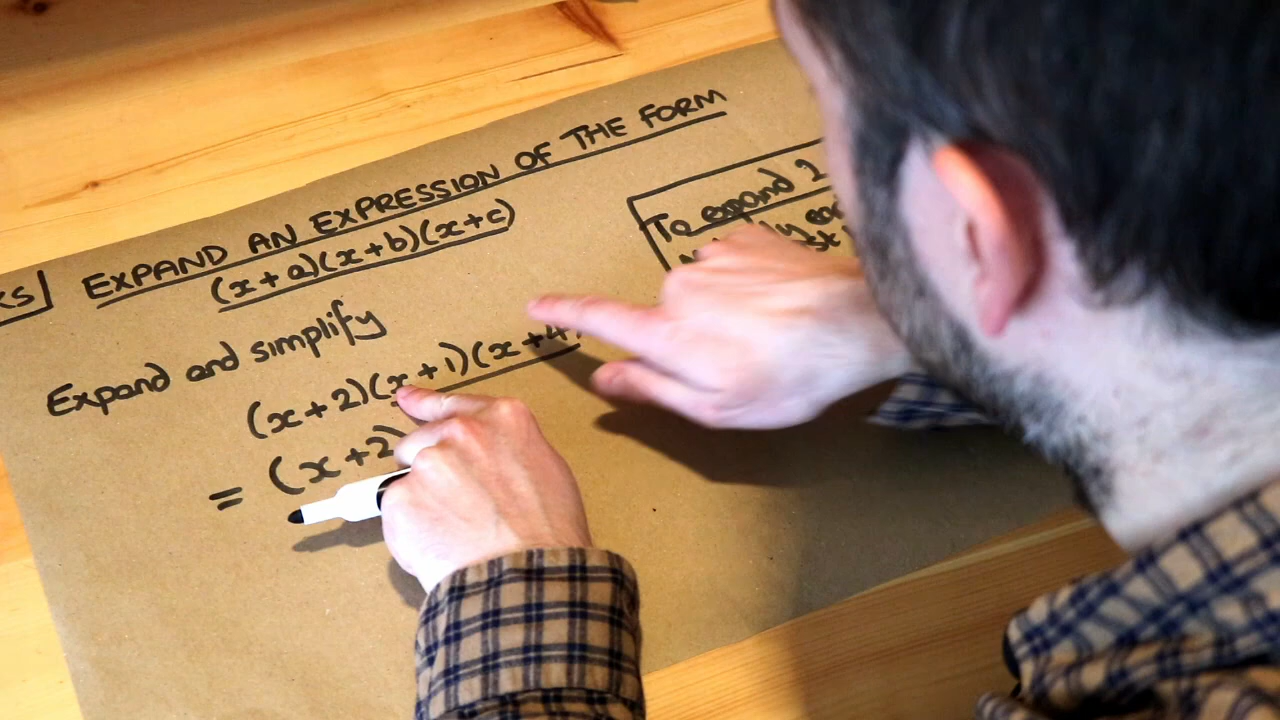 EXPAND AN EXPRESSION OF THE FORM
(x+a)(x+b)(x+c)
To expand 2
Expand and simplify
(x+2)(x+1)(x+4)
= (x+2)